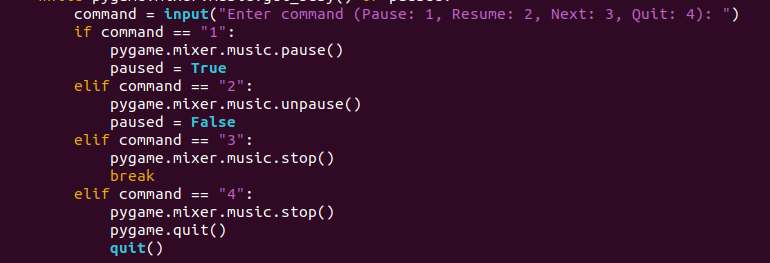 command = input("Enter command (Pause: 1, Resume: 2, Next: 3, Quit: 4): ")
if command == "1":
pygame.mixer.music.pause()
paused = True
elif command == "2":
pygame.mixer.music.unpause()
paused = False
elif command == "3":
pygame.mixer.music.stop()
break
elif command == "4":
pygame.mixer.music.stop()
pygame.quit()
quit()